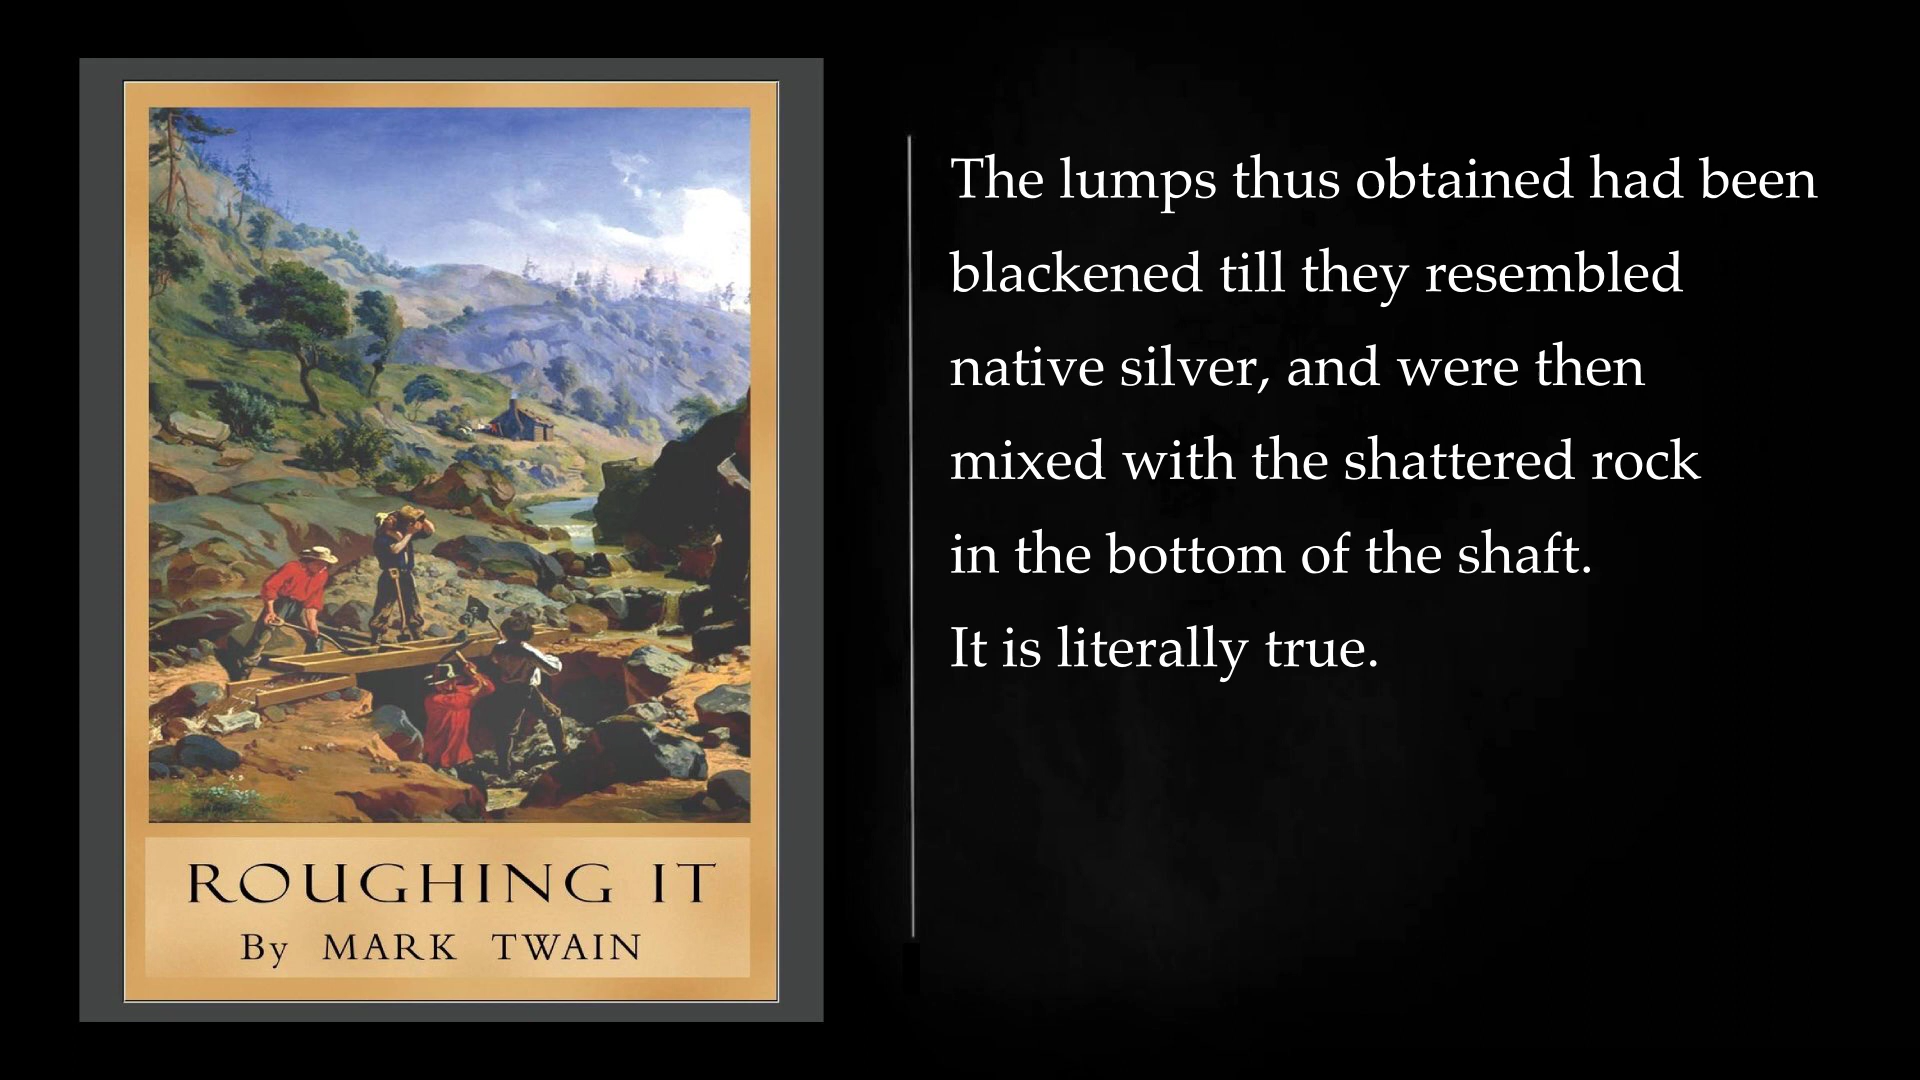 ROUGHING IT
By MARK TWAIN
The lumps thus obtained had been
blackened till they resembled
native silver, and were then
mixed with the shattered rock
in the bottom of the shaft.
It is literally true.